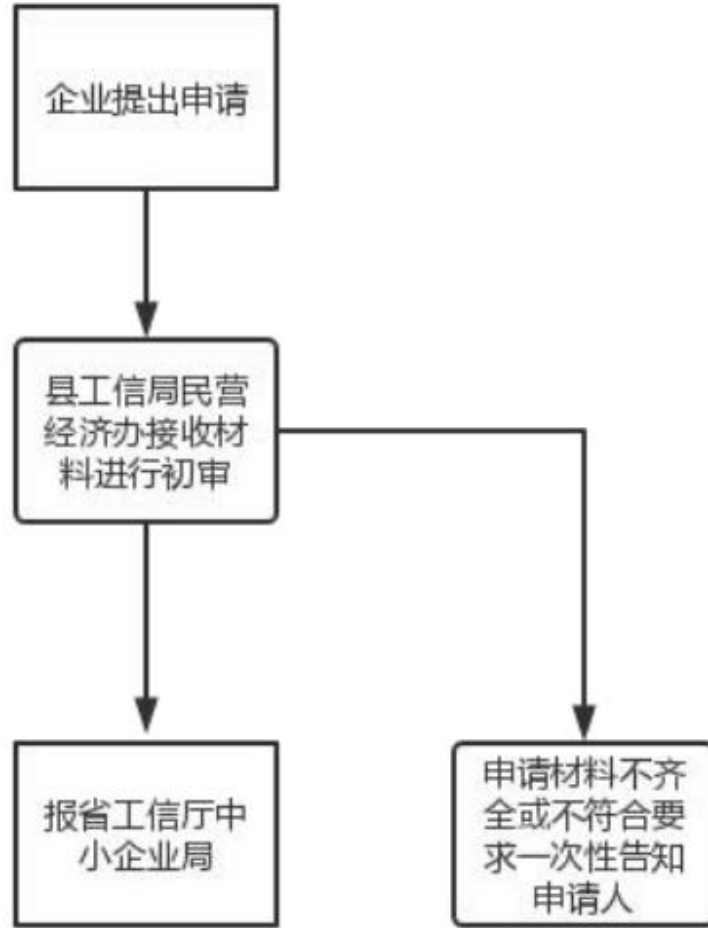 企业提出申请
县工信局民营
经济办接收材
料进行初审
报省工信厅中
小企业局
申请材料不齐
全或不符合要
求一次性告知
申请人